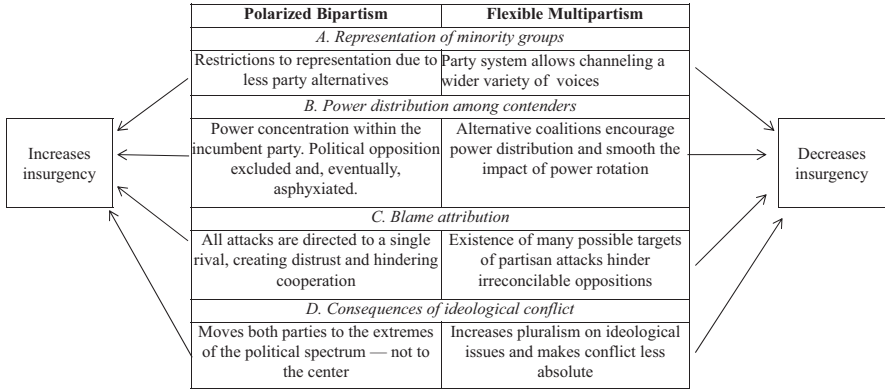 Polarized Bipartism
Flexible Multipartism
A. Representation of minority groups
Restrictions to representation due to
less party alternatives
Party system allows channeling a
wider variety of voices
B. Power distribution among contenders
Power concentration within the
incumbent party. Political opposition
excluded and, eventually,
asphyxiated.
Alternative coalitions encourage
power distribution and smooth the
impact of power rotation
Increases
insurgency
Decreases
insurgency
C. Blame attribution
All attacks are directed to a single
rival, creating distrust and hindering
cooperation
Existence of many possible targets
of partisan attacks hinder
irreconcilable oppositions
D. Consequences of ideological conflict
Moves both parties to the extremes
of the political spectrum — not to
the center
Increases pluralism on ideological
issues and makes conflict less
absolute